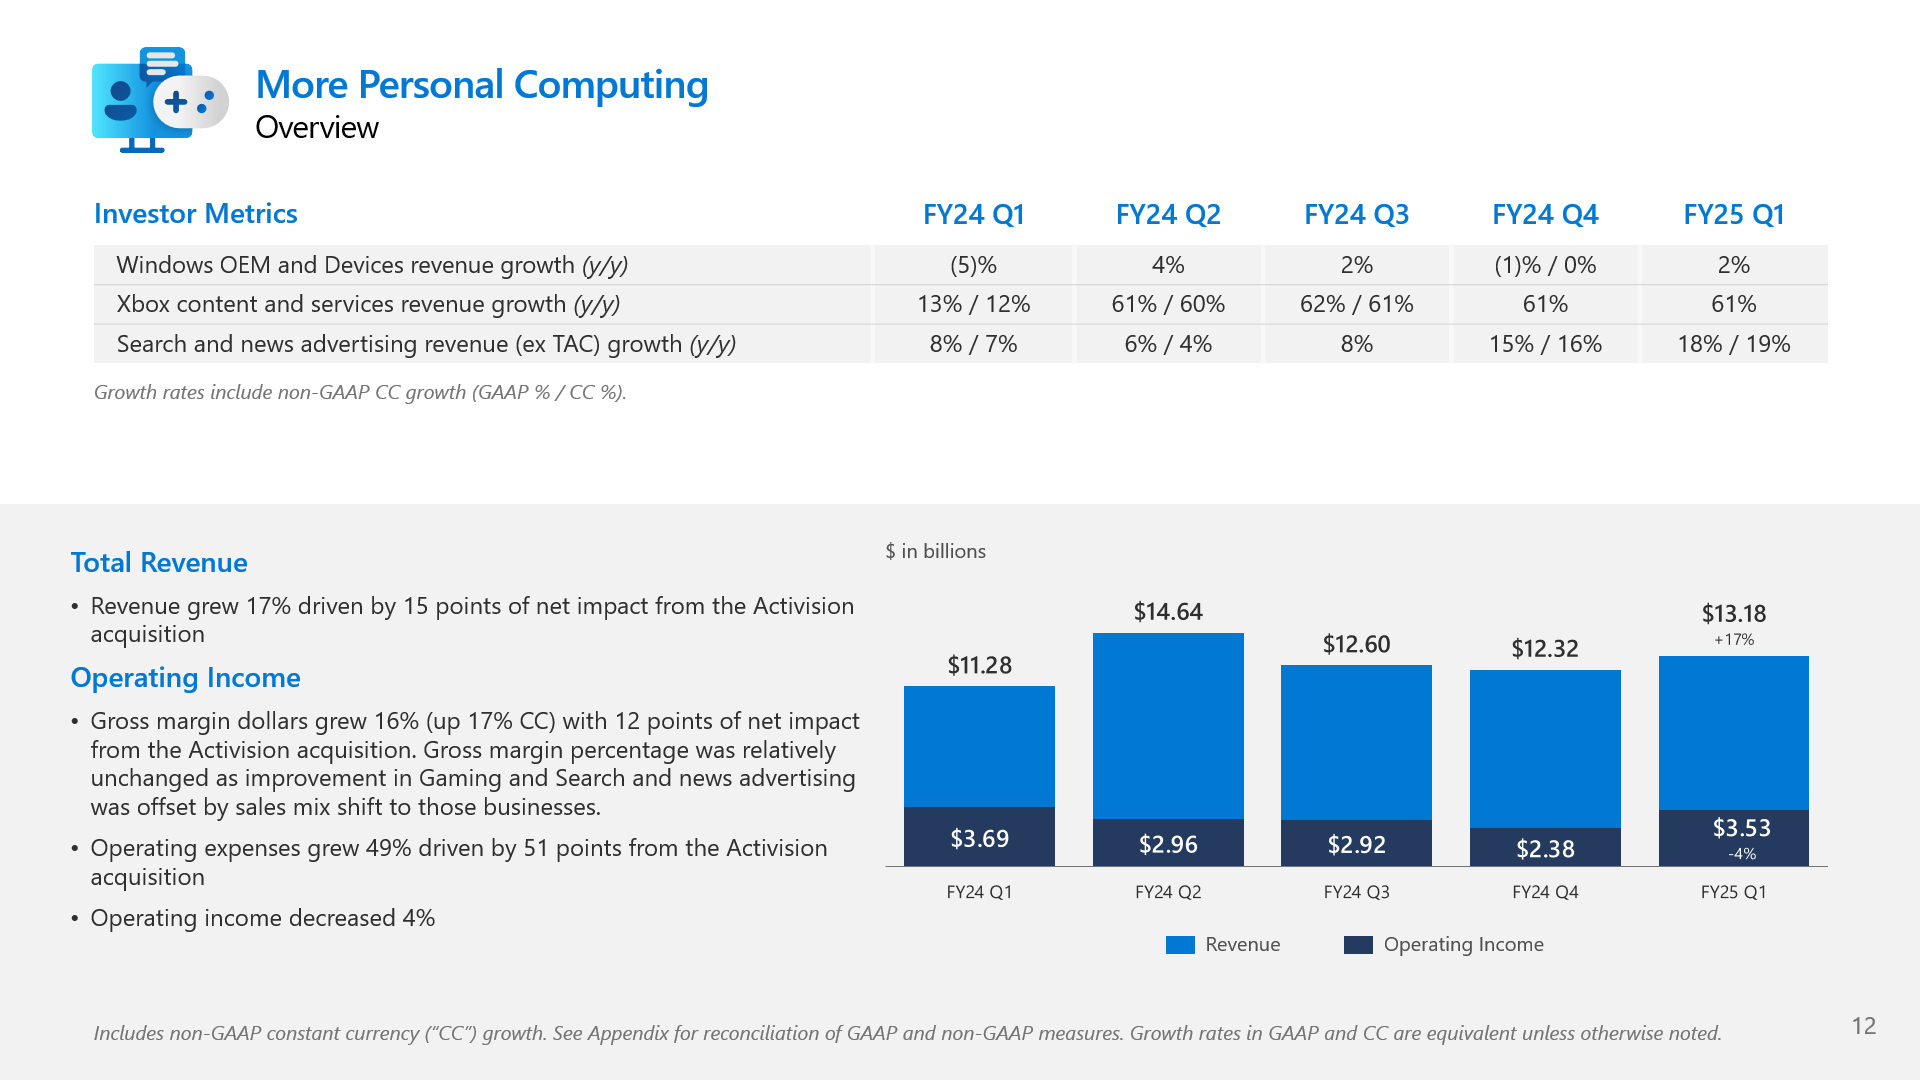 More Personal Computing
Overview
Investor Metrics FY24 Q1 FY24 Q2 FY24 Q3 FY24 Q4 FY25 Q1
Windows OEM and Devices revenue growth (y/y) (5)% 4% 2% (1)% / 0% 2%
Xbox content and services revenue growth (y/y) 13% / 12% 61% / 60% 62% / 61% 61% 61%
Search and news advertising revenue (ex TAC) growth (y/y) 8% / 7% 6% / 4% 8% 15% / 16% 18% / 19%
Growth rates include non-GAAP CC growth (GAAP % / CC %).
Total Revenue
• Revenue grew 17% driven by 15 points of net impact from the Activision
acquisition
Operating Income
• Gross margin dollars grew 16% (up 17% CC) with 12 points of net impact
from the Activision acquisition. Gross margin percentage was relatively
unchanged as improvement in Gaming and Search and news advertising
was offset by sales mix shift to those businesses.
• Operating expenses grew 49% driven by 51 points from the Activision
acquisition
• Operating income decreased 4%
$ in billions
$11.28 $14.64 $12.60 $12.32 $13.18
+17%
$3.69 $2.96 $2.92 $2.38 $3.53
-4%
FY24 Q1 FY24 Q2 FY24 Q3 FY24 Q4 FY25 Q1
Revenue Operating Income
Includes non-GAAP constant currency (“CC”) growth. See Appendix for reconciliation of GAAP and non-GAAP measures. Growth rates in GAAP and CC are equivalent unless otherwise noted.
12